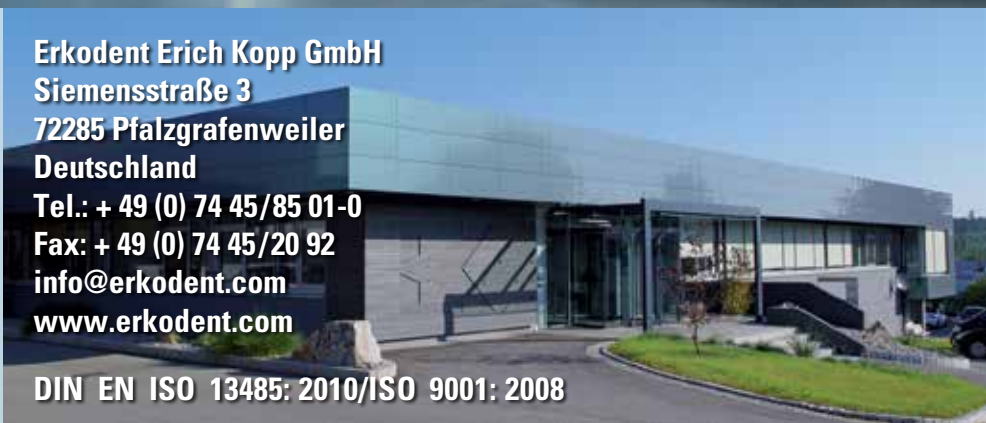 Erkodent Erich Kopp GmbH
Siemensstraße 3
72285 Pfalzgrafenweiler
Deutschland
Tel.: + 49 (0) 74 45/85 01-0
Fax: + 49 (0) 74 45/20 92
info@erkodent.com
www.erkodent.com
DIN EN ISO 13485: 2010/ISO 9001: 2008